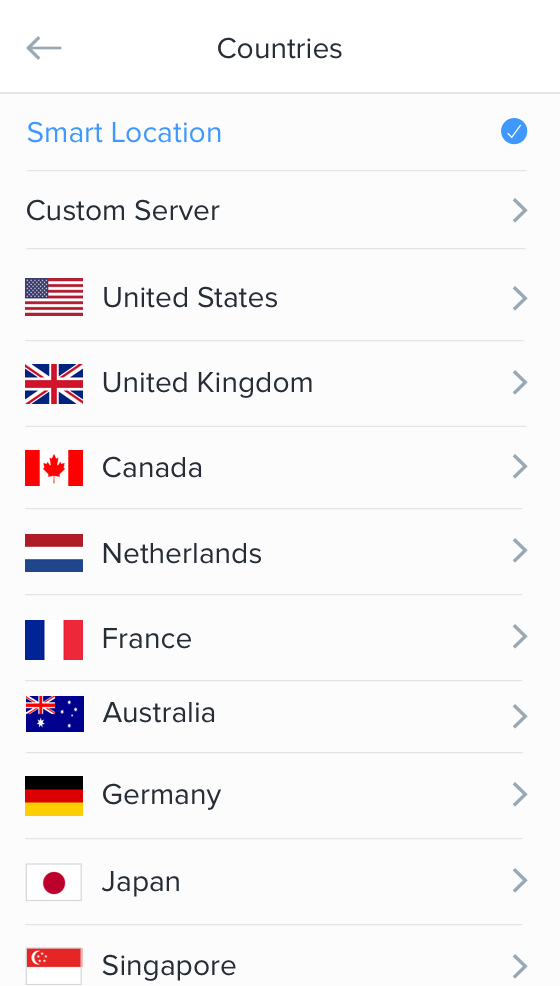 Countries
Smart Location
Custom Server
United States
United Kingdom
Canada
Netherlands
France
Australia
Germany
Japan
Singapore